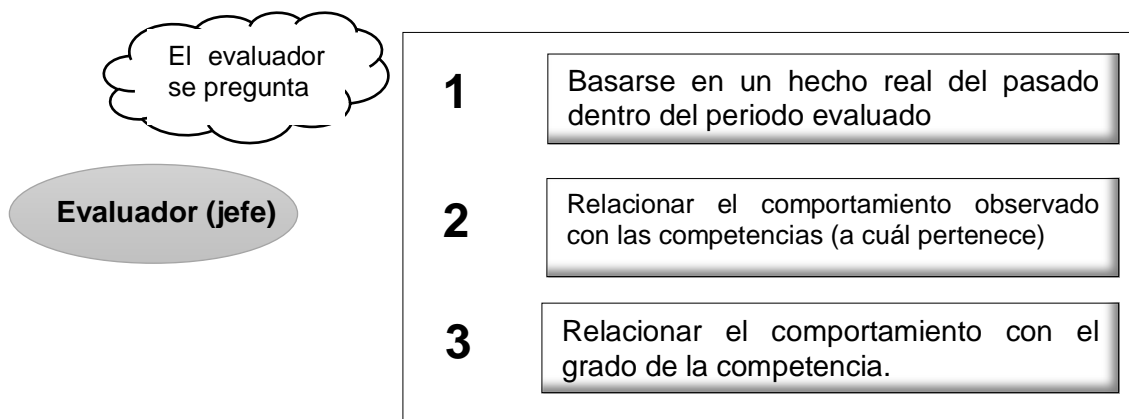 El evaluador
se pregunta
Evaluador (jefe)
1
Basarse en un hecho real del pasado
dentro del periodo evaluado
2
Relacionar el comportamiento observado
con las competencias (a cuál pertenece)
3
Relacionar el comportamiento con el
grado de la competencia.